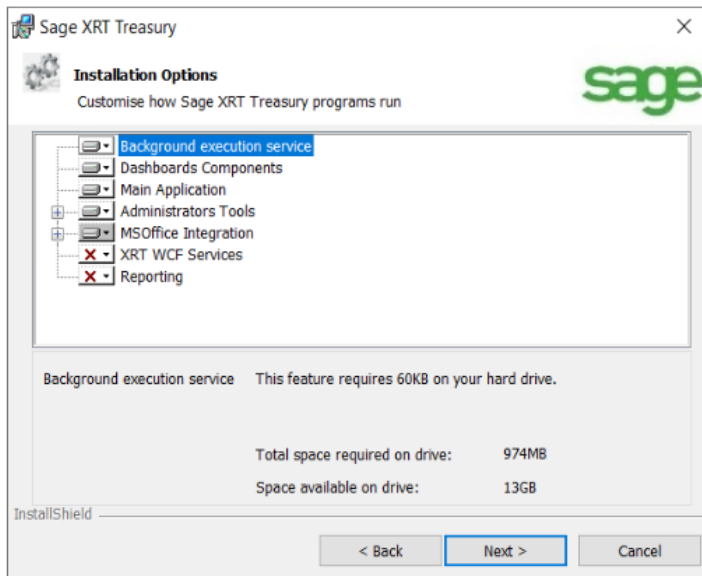 Sage XRT Treasury
Installation Options
Customise how Sage XRT Treasury programs run
sage
Background execution service
Dashboards Components
Main Application
Administrators Tools
MSOffice Integration
XRT WCF Services
Reporting
Background execution service This feature requires 60KB on your hard drive.
Total space required on drive: 974MB
Space available on drive: 13GB
InstallShield
< Back Next > Cancel